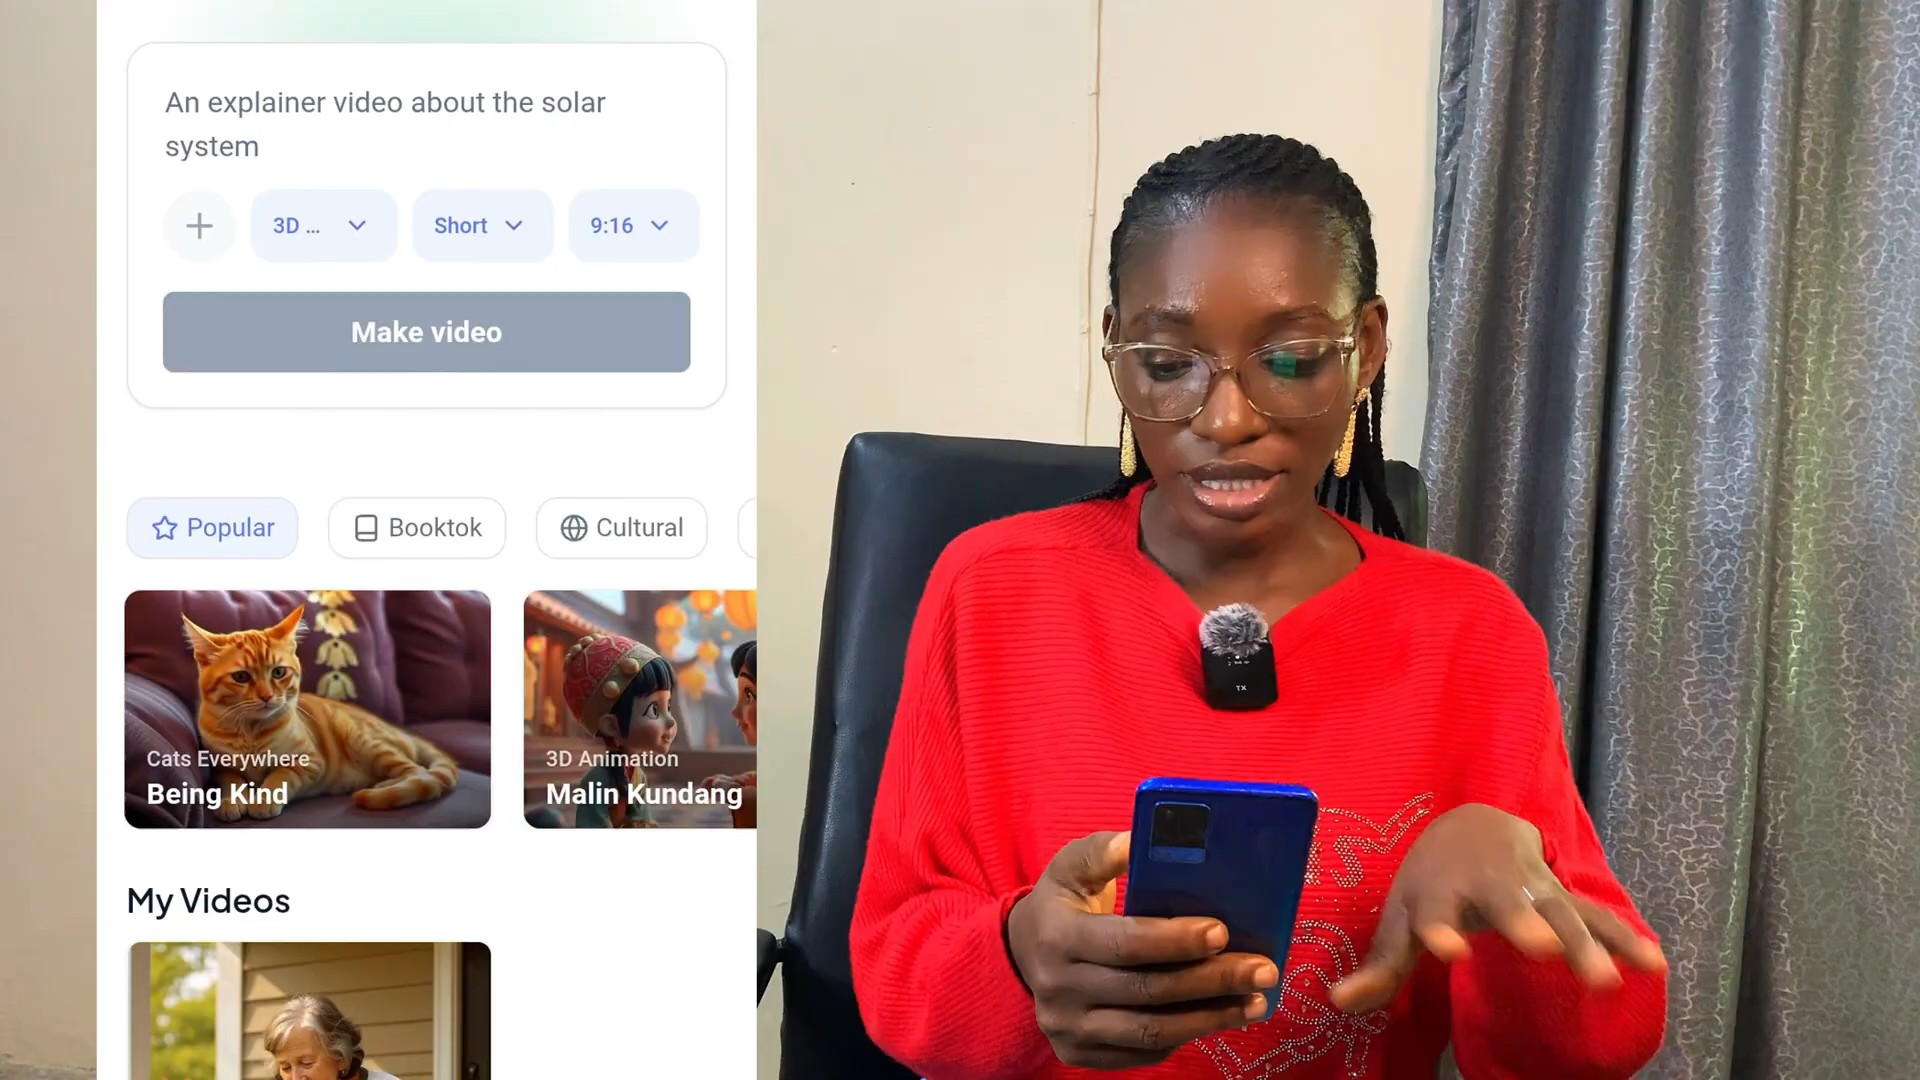 An explainer video about the solar
system
3D ...
Short
9:16
Make video
Popular
Booktok
Cultural
Cats Everywhere
Being Kind
3D Animation
Malin Kundang
My Videos
TX